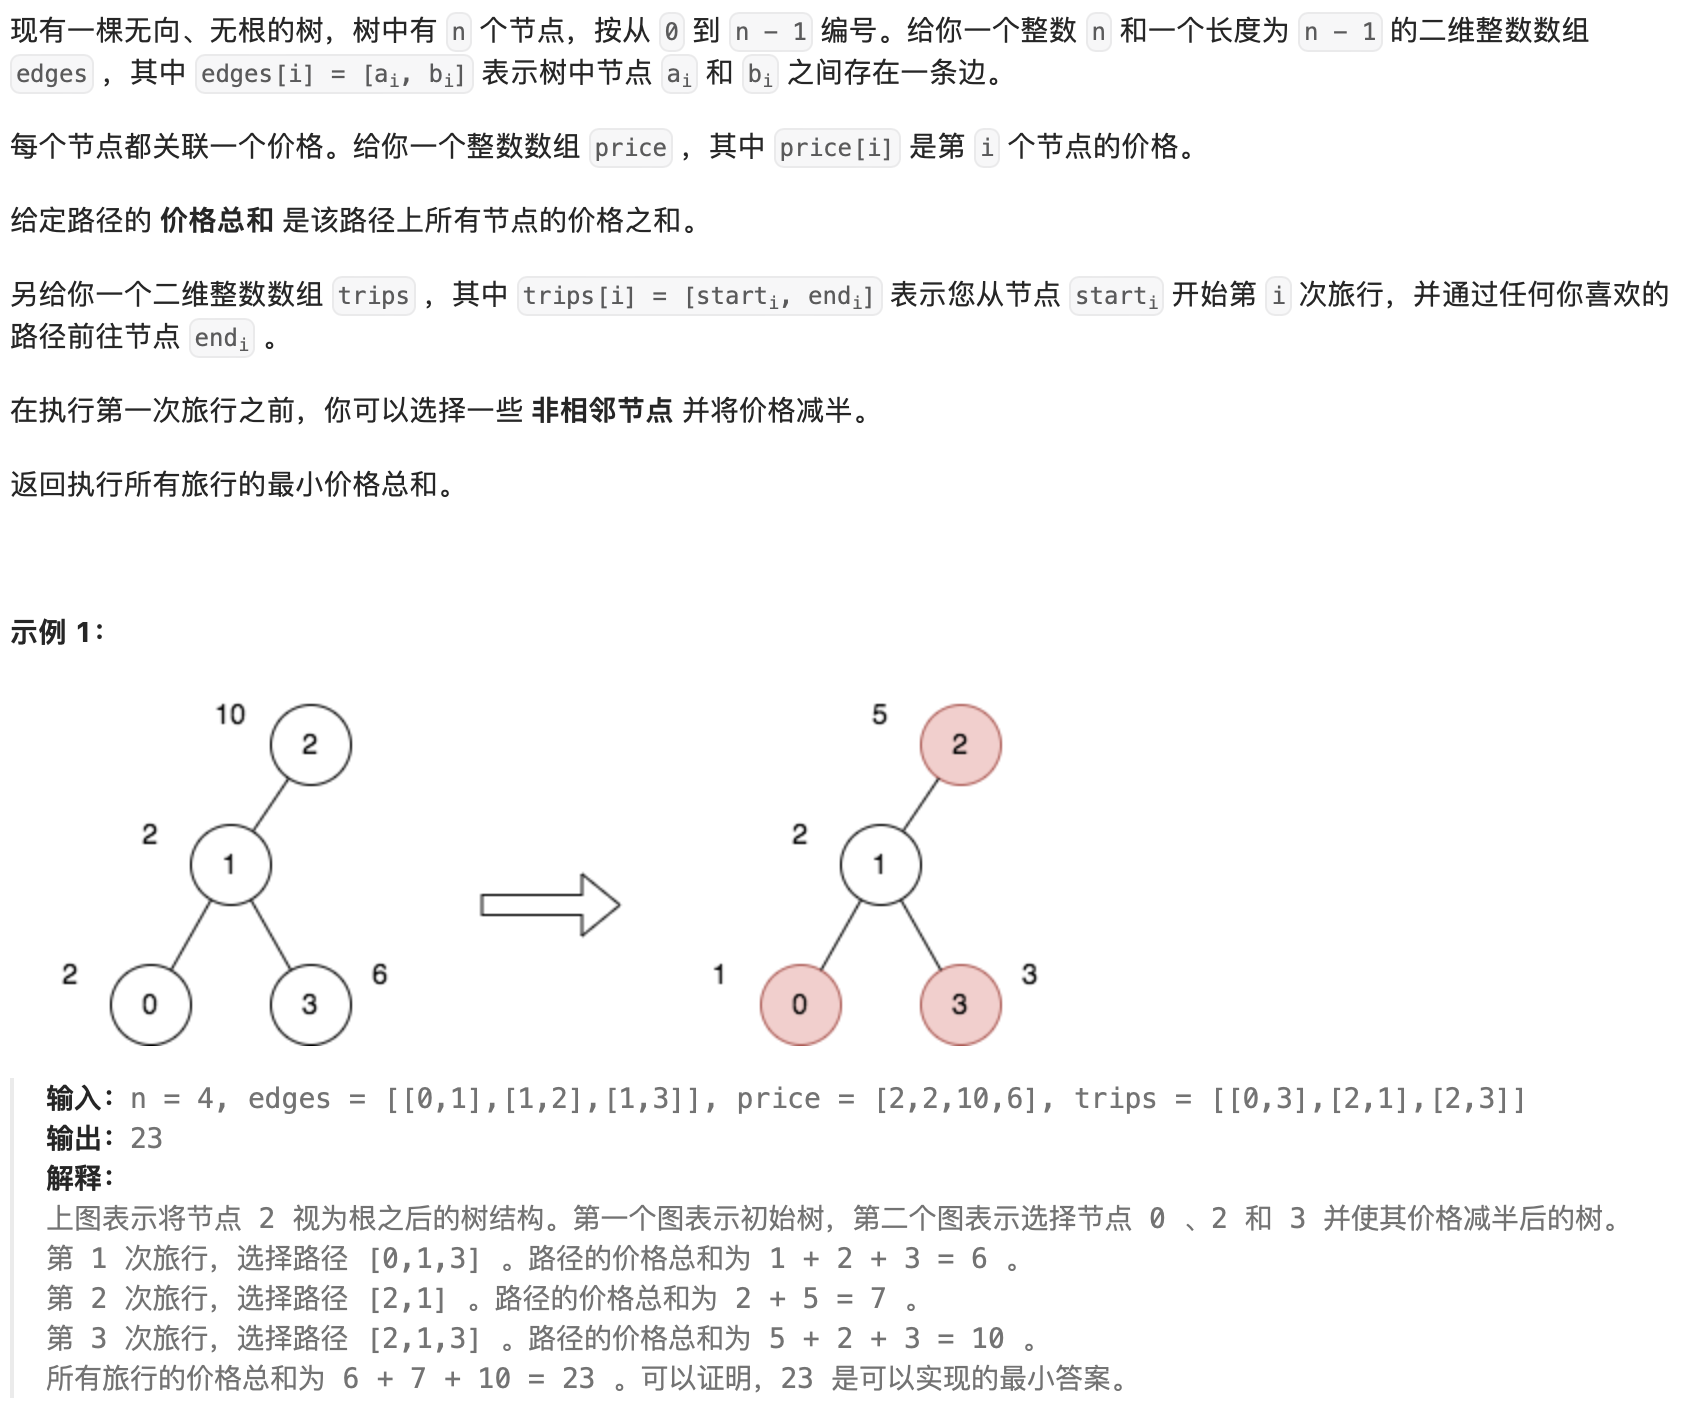 现有一棵无向、无根的树，树中有 n 个节点，按从 0 到 n - 1 编号。给你一个整数 n 和一个长度为 n - 1 的二维整数数组
edges ，其中 edges[i] = [ai, bi] 表示树中节点 ai 和 bi 之间存在一条边。
每个节点都关联一个价格。给你一个整数数组 price ，其中 price[i] 是第 i 个节点的价格。
给定路径的 价格总和 是该路径上所有节点的价格之和。
另给你一个二维整数数组 trips ，其中 trips[i] = [starti, endi] 表示您从节点 starti 开始第 i 次旅行，并通过任何你喜欢的
路径前往节点 endi 。
在执行第一次旅行之前，你可以选择一些 非相邻节点 并将价格减半。
返回执行所有旅行的最小价格总和。
示例 1：
10 2 5 2
2 1 2 1
2 0 3 6 1 0 3 3
输入：n = 4, edges = [[0,1],[1,2],[1,3]], price = [2,2,10,6], trips = [[0,3],[2,1],[2,3]]
输出：23
解释：
上图表示将节点 2 视为根之后的树结构。第一个图表示初始树，第二个图表示选择节点 0 、2 和 3 并使其价格减半后的树。
第 1 次旅行，选择路径 [0,1,3] 。路径的价格总和为 1 + 2 + 3 = 6 。
第 2 次旅行，选择路径 [2,1] 。路径的价格总和为 2 + 5 = 7 。
第 3 次旅行，选择路径 [2,1,3] 。路径的价格总和为 5 + 2 + 3 = 10 。
所有旅行的价格总和为 6 + 7 + 10 = 23 。可以证明，23 是可以实现的最小答案。